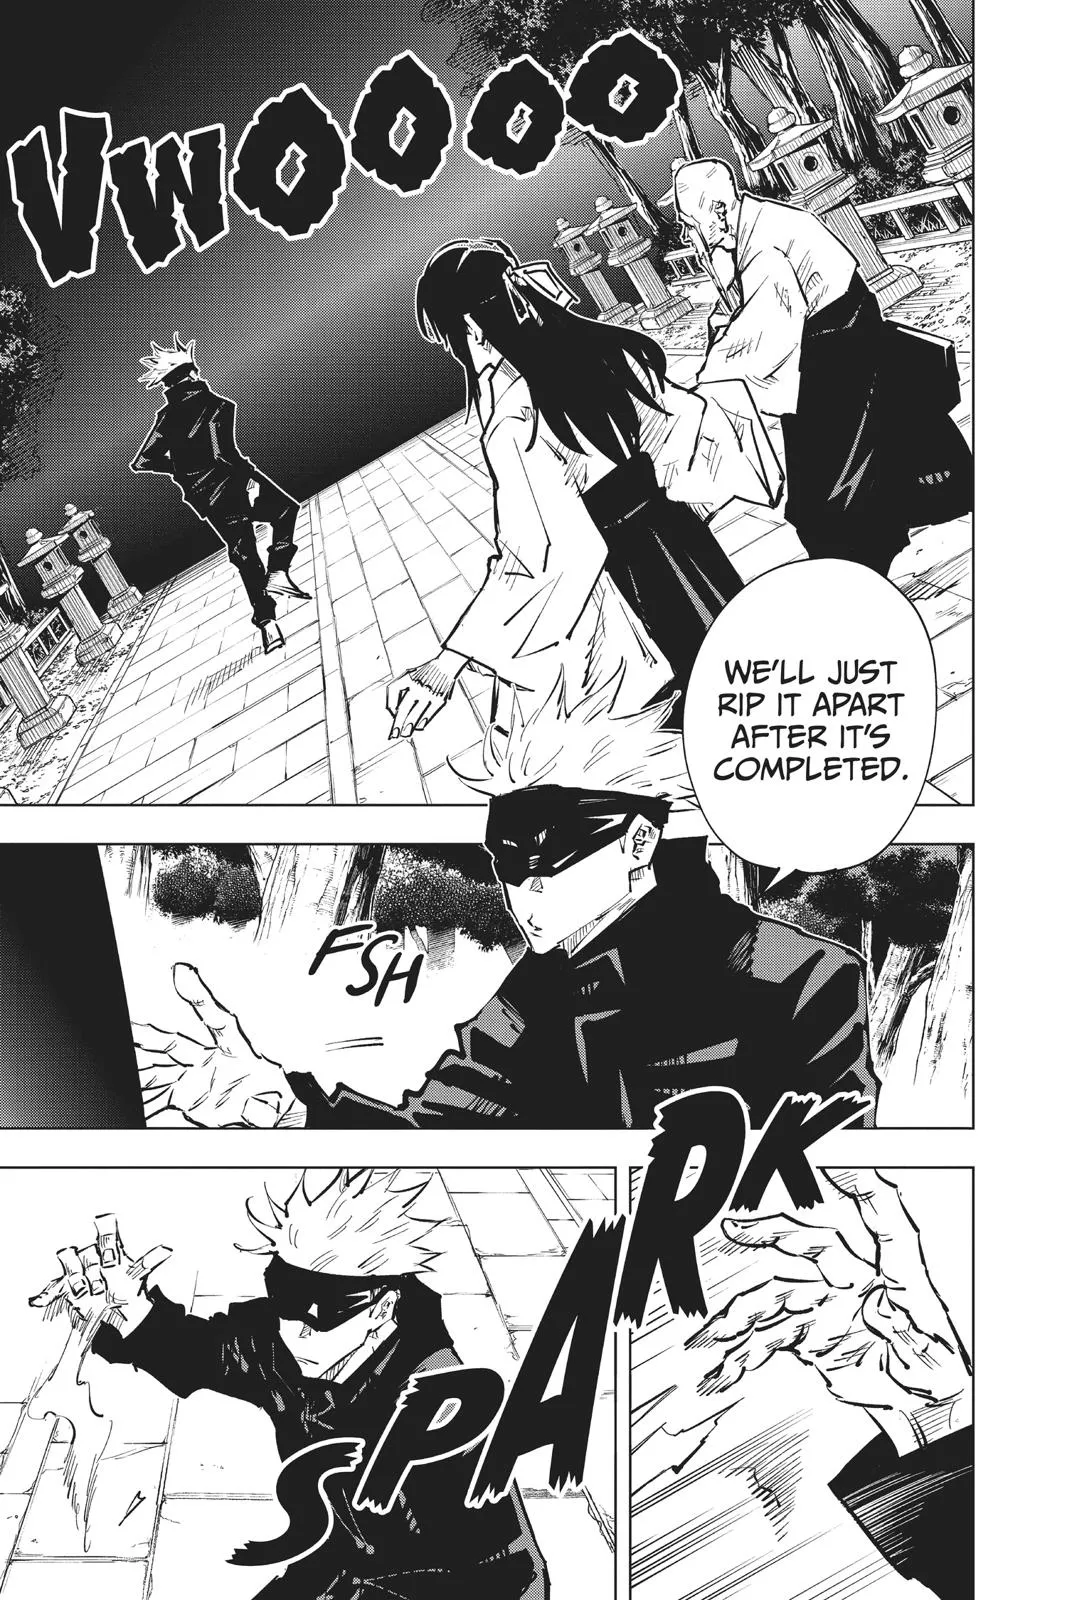 VWOOOO
WE'LL JUST
RIP IT APART
AFTER IT'S
COMPLETED.
FSH
SPARK